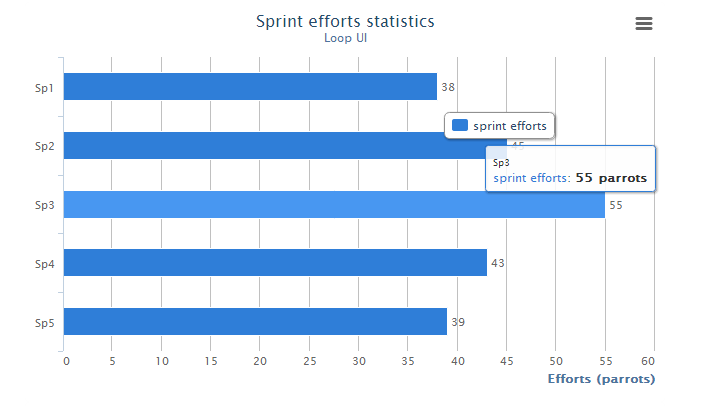 Sprint efforts statistics
Loop UI
Sp1
38
sprint efforts
Sp2
45
Sp3
sprint efforts: 55 parrots
Sp3
55
Sp4
43
Sp5
39
0 5 10 15 20 25 30 35 40 45 50 55 60
Efforts (parrots)